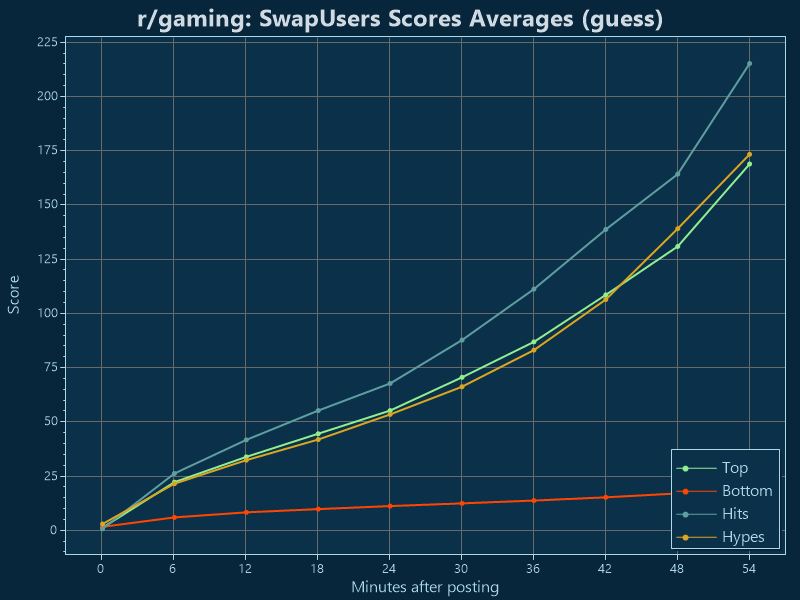 r/gaming: SwapUsers Scores Averages (guess)
225
200
175
150
125
100
75
50
25
0
Score
0 6 12 18 24 30 36 42 48 54
Minutes after posting
Top
Bottom
Hits
Hypes